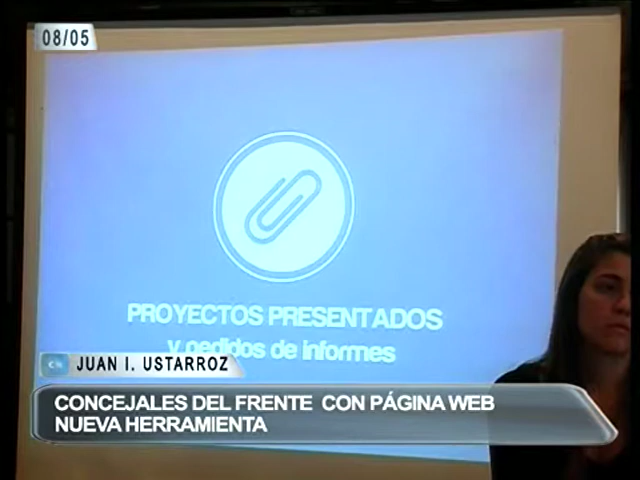 08/05
PROYECTOS PRESENTADOS
y pedidos de informes
JUAN I. USTARROZ
CONCEJALES DEL FRENTE CON PÁGINA WEB
NUEVA HERRAMIENTA